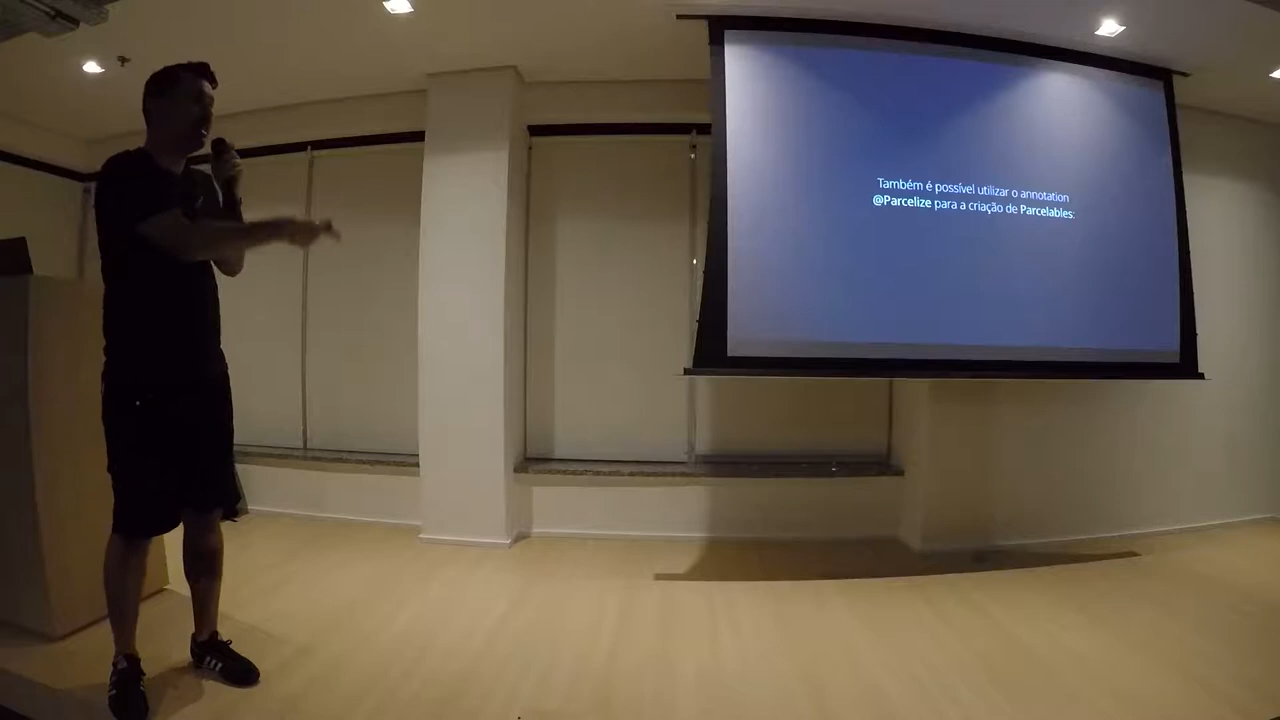 Também é possível utilizar o annotation
@Parcelize para a criação de Parcelables: